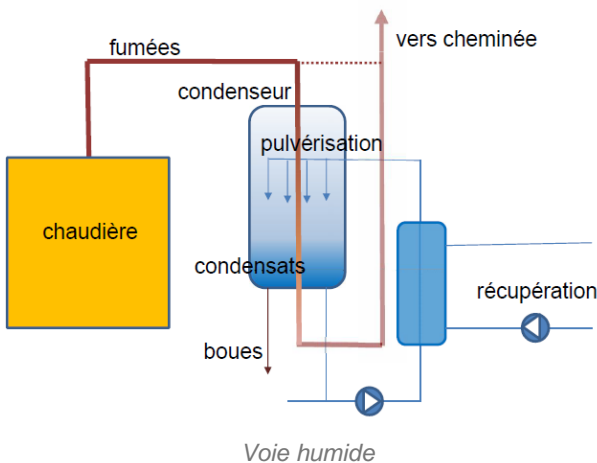 fumées
vers cheminée
condenseur
pulvérisation
chaudière
condensats
récupération
boues
Voie humide